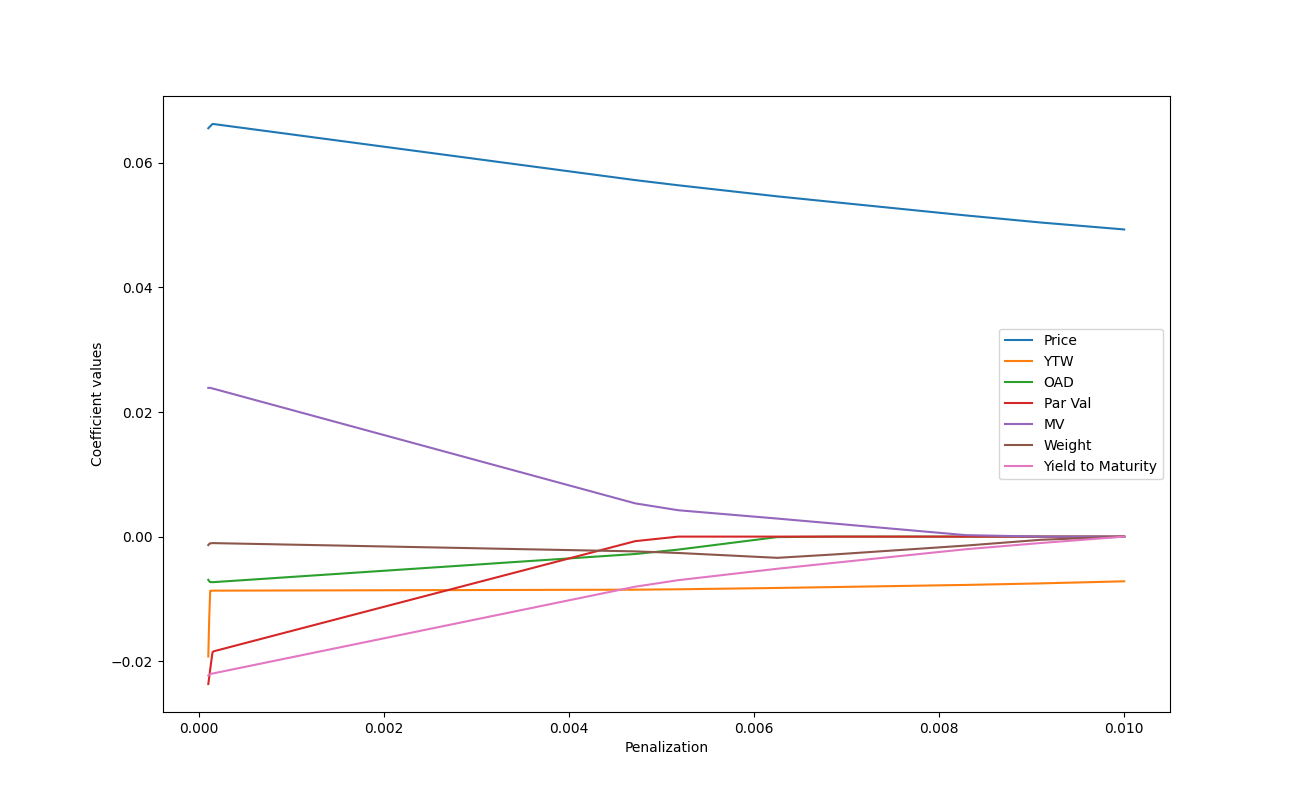 0.06
0.04
0.02
0.00
−0.02
Coefficient values
Price
YTW
OAD
Par Val
MV
Weight
Yield to Maturity
0.000 0.002 0.004 0.006 0.008 0.010
Penalization